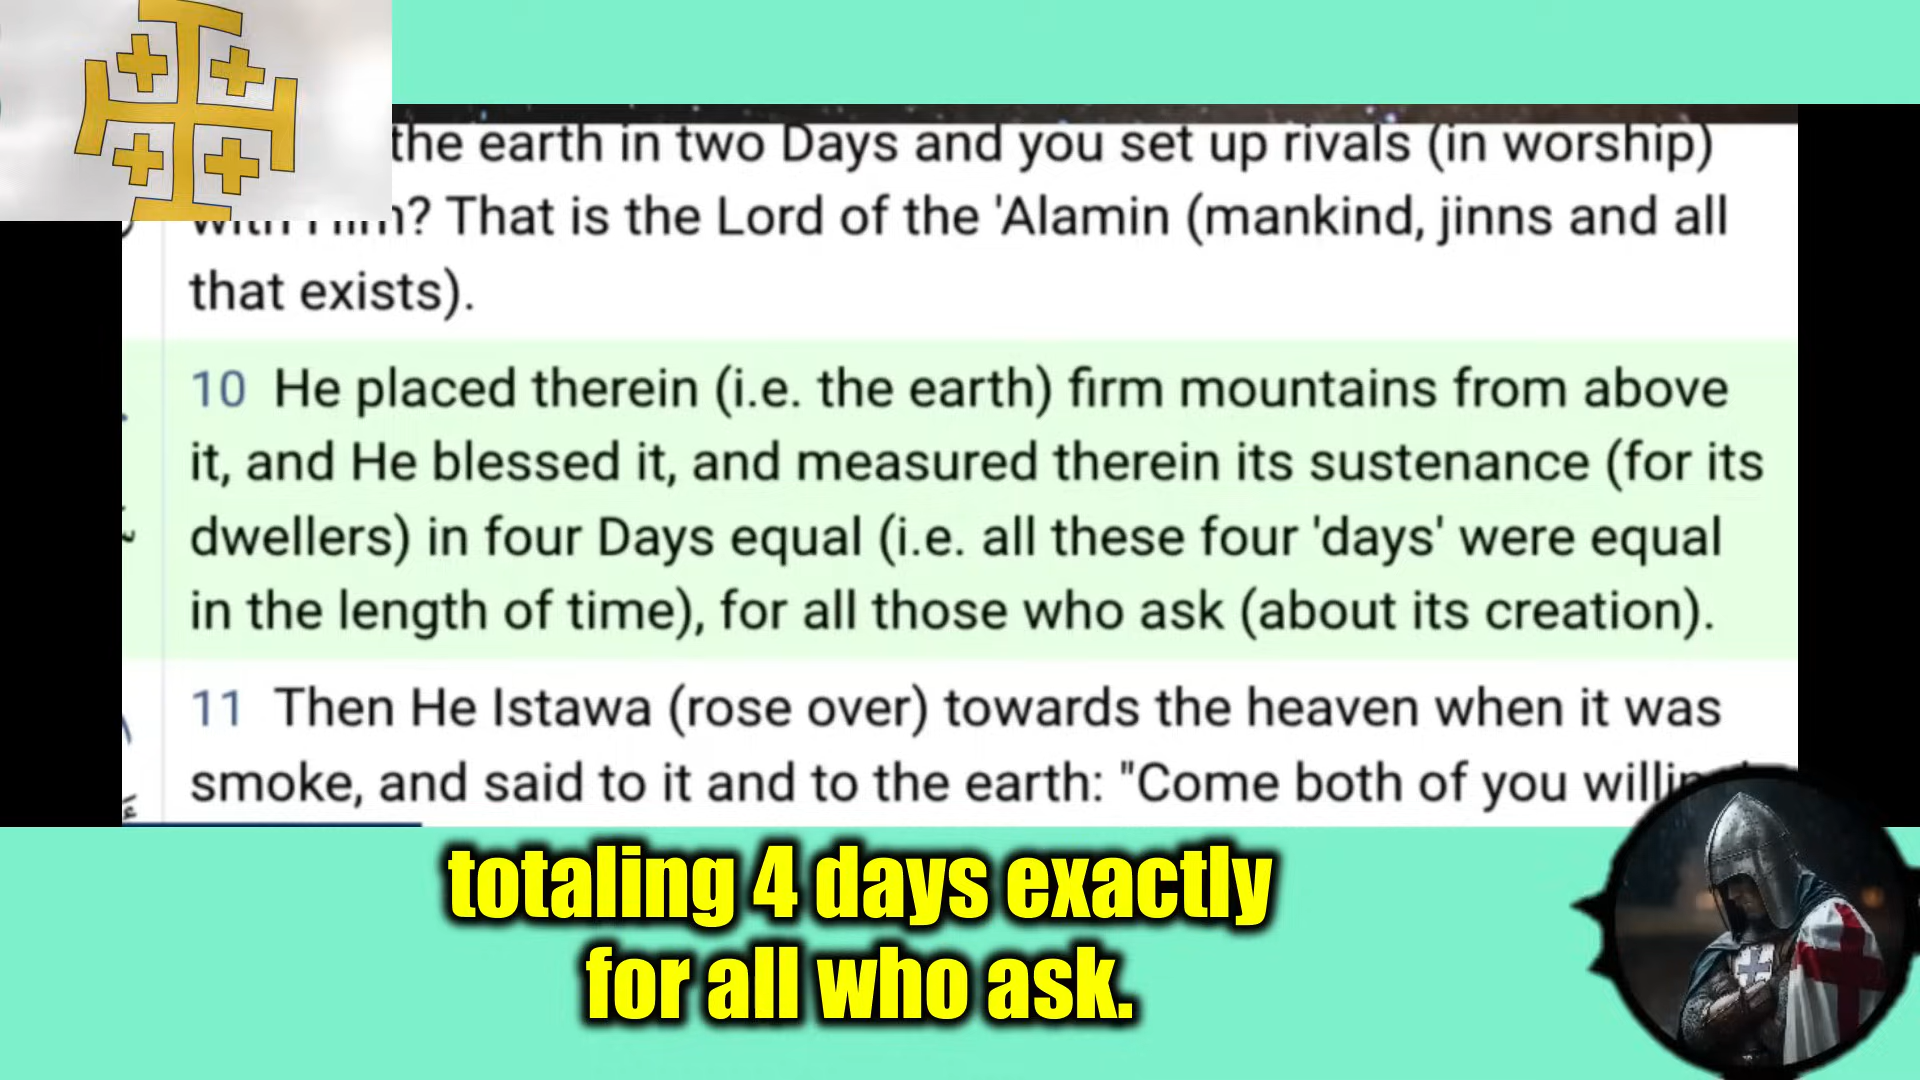 the earth in two Days and you set up rivals (in worship)
with Him? That is the Lord of the 'Alamin (mankind, jinns and all
that exists).
10 He placed therein (i.e. the earth) firm mountains from above
it, and He blessed it, and measured therein its sustenance (for its
dwellers) in four Days equal (i.e. all these four 'days' were equal
in the length of time), for all those who ask (about its creation).
11 Then He Istawa (rose over) towards the heaven when it was
smoke, and said to it and to the earth: "Come both of you
totaling 4 days exactly
for all who ask.